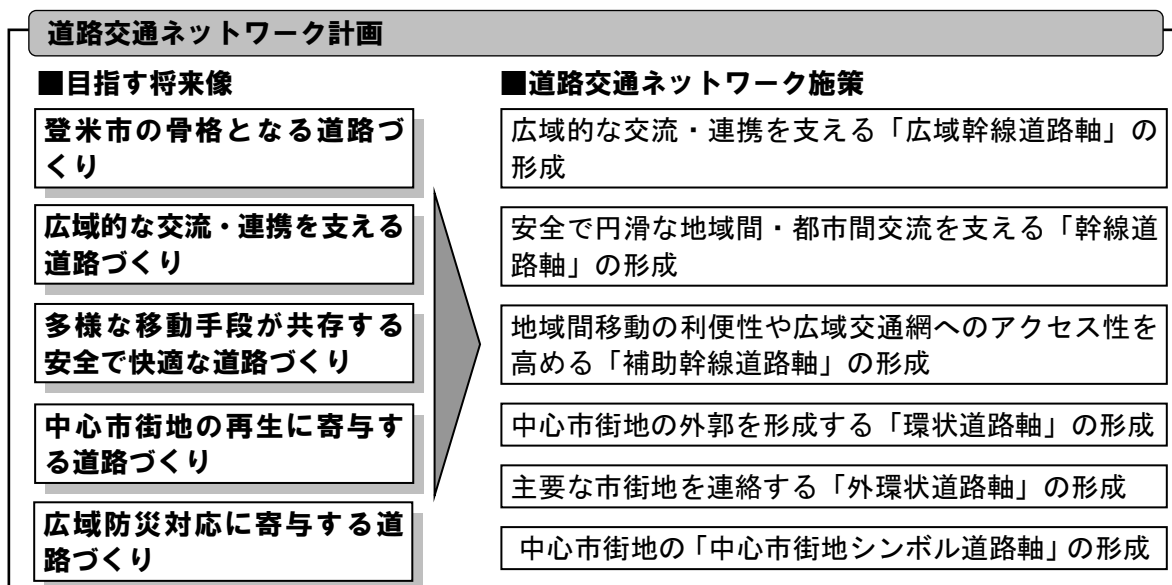 道路交通ネットワーク計画
■目指す将来像
登米市の骨格となる道路づ
くり
広域的な交流・連携を支える
道路づくり
多様な移動手段が共存する
安全で快適な道路づくり
中心市街地の再生に寄与す
る道路づくり
広域防災対応に寄与する道
路づくり
■道路交通ネットワーク施策
広域的な交流・連携を支える「広域幹線道路軸」の
形成
安全で円滑な地域間・都市間交流を支える「幹線道
路軸」の形成
地域間移動の利便性や広域交通網へのアクセス性を
高める「補助幹線道路軸」の形成
中心市街地の外郭を形成する「環状道路軸」の形成
主要な市街地を連絡する「外環状道路軸」の形成
中心市街地の「中心市街地シンボル道路軸」の形成